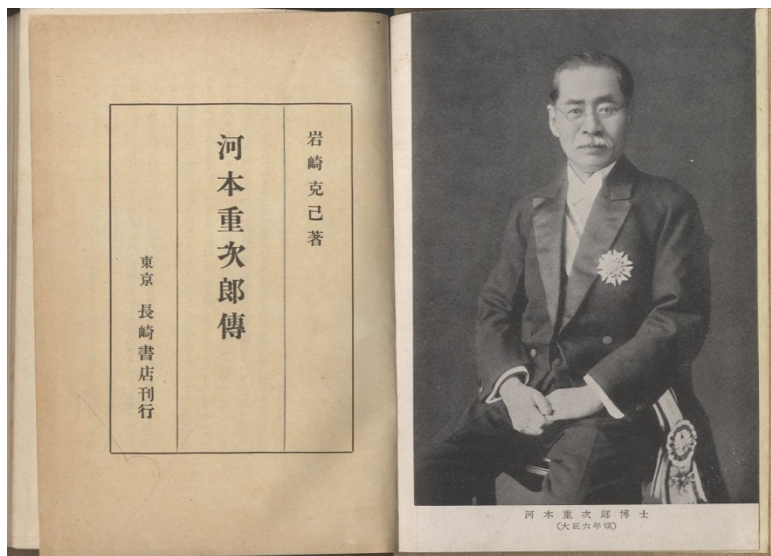 岩崎克己著
河本重次郎傳
東京 長崎書店刊行
河本重次郎博士
(大正六年頃)